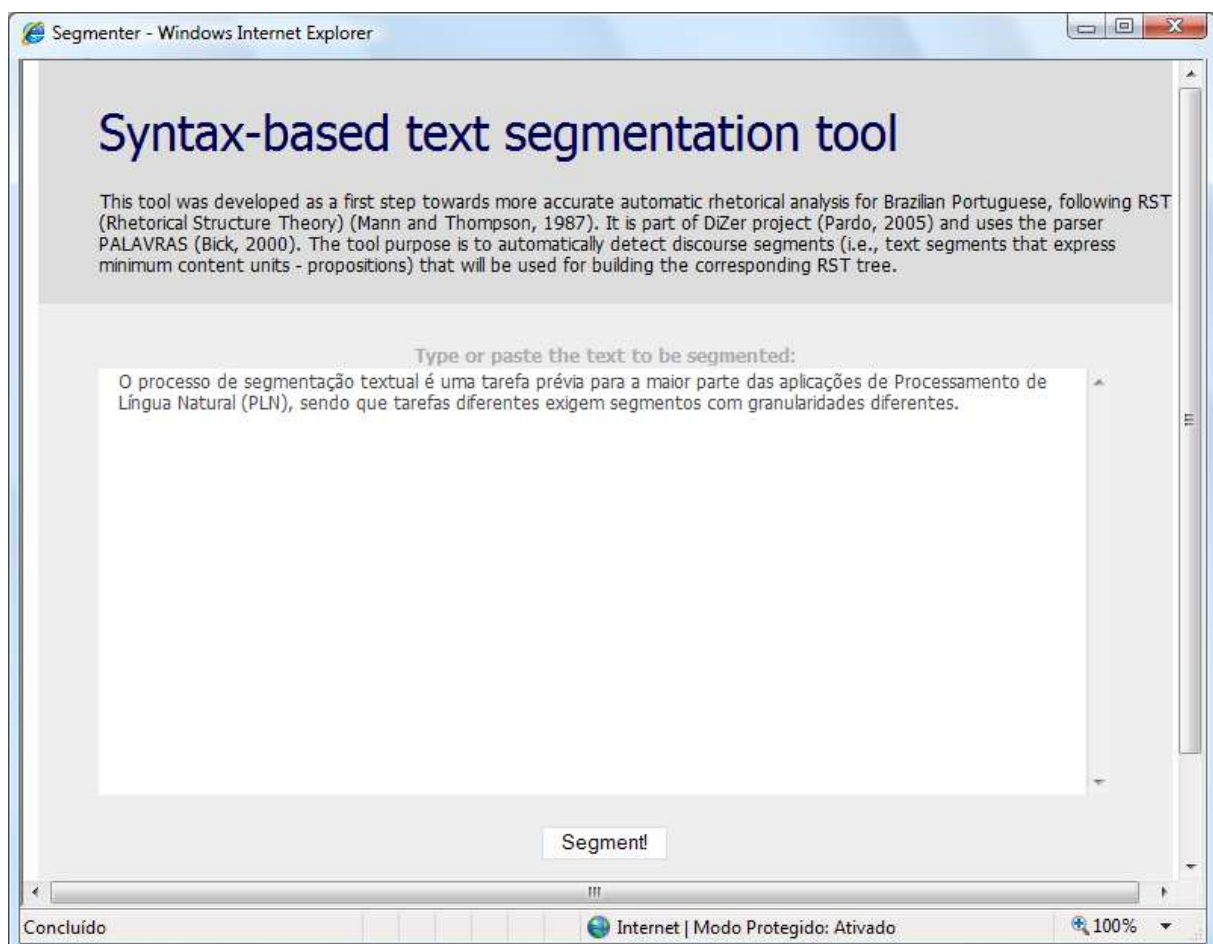 Segmenter - Windows Internet Explorer
Syntax-based text segmentation tool
This tool was developed as a first step towards more accurate automatic rhetorical analysis for Brazilian Portuguese, following RST
(Rhetorical Structure Theory) (Mann and Thompson, 1987). It is part of DiZer project (Pardo, 2005) and uses the parser
PALAVRAS (Bick, 2000). The tool purpose is to automatically detect discourse segments (i.e., text segments that express
minimum content units - propositions) that will be used for building the corresponding RST tree.
Type or paste the text to be segmented:
O processo de segmentação textual é uma tarefa prévia para a maior parte das aplicações de Processamento de
Língua Natural (PLN), sendo que tarefas diferentes exigem segmentos com granularidades diferentes.
Segment!
Concluído Internet | Modo Protegido: Ativado 100%